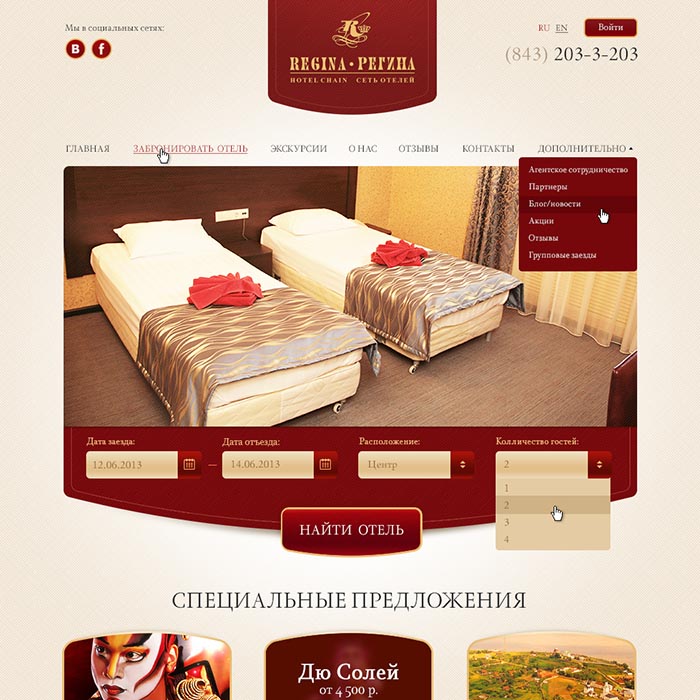 Мы в социальных сетях:
B f
REGINA • РЕГИНА
HOTEL CHAIN СЕТЬ ОТЕЛЕЙ
RU EN
Войти
(843) 203-3-203
ГЛАВНАЯ ЗАБРОНИРОВАТЬ ОТЕЛЬ ЭКСКУРСИИ О НАС ОТЗЫВЫ КОНТАКТЫ ДОПОЛНИТЕЛЬНО
Агентское сотрудничество
Партнеры
Блог/новости
Акции
Отзывы
Групповые заезды
Дата заезда: Дата отъезда: Расположение: Колличество гостей:
12.06.2013 — 14.06.2013 Центр 2
1
2
3
4
НАЙТИ ОТЕЛЬ
СПЕЦИАЛЬНЫЕ ПРЕДЛОЖЕНИЯ
Дю Солей
от 4 500 р.